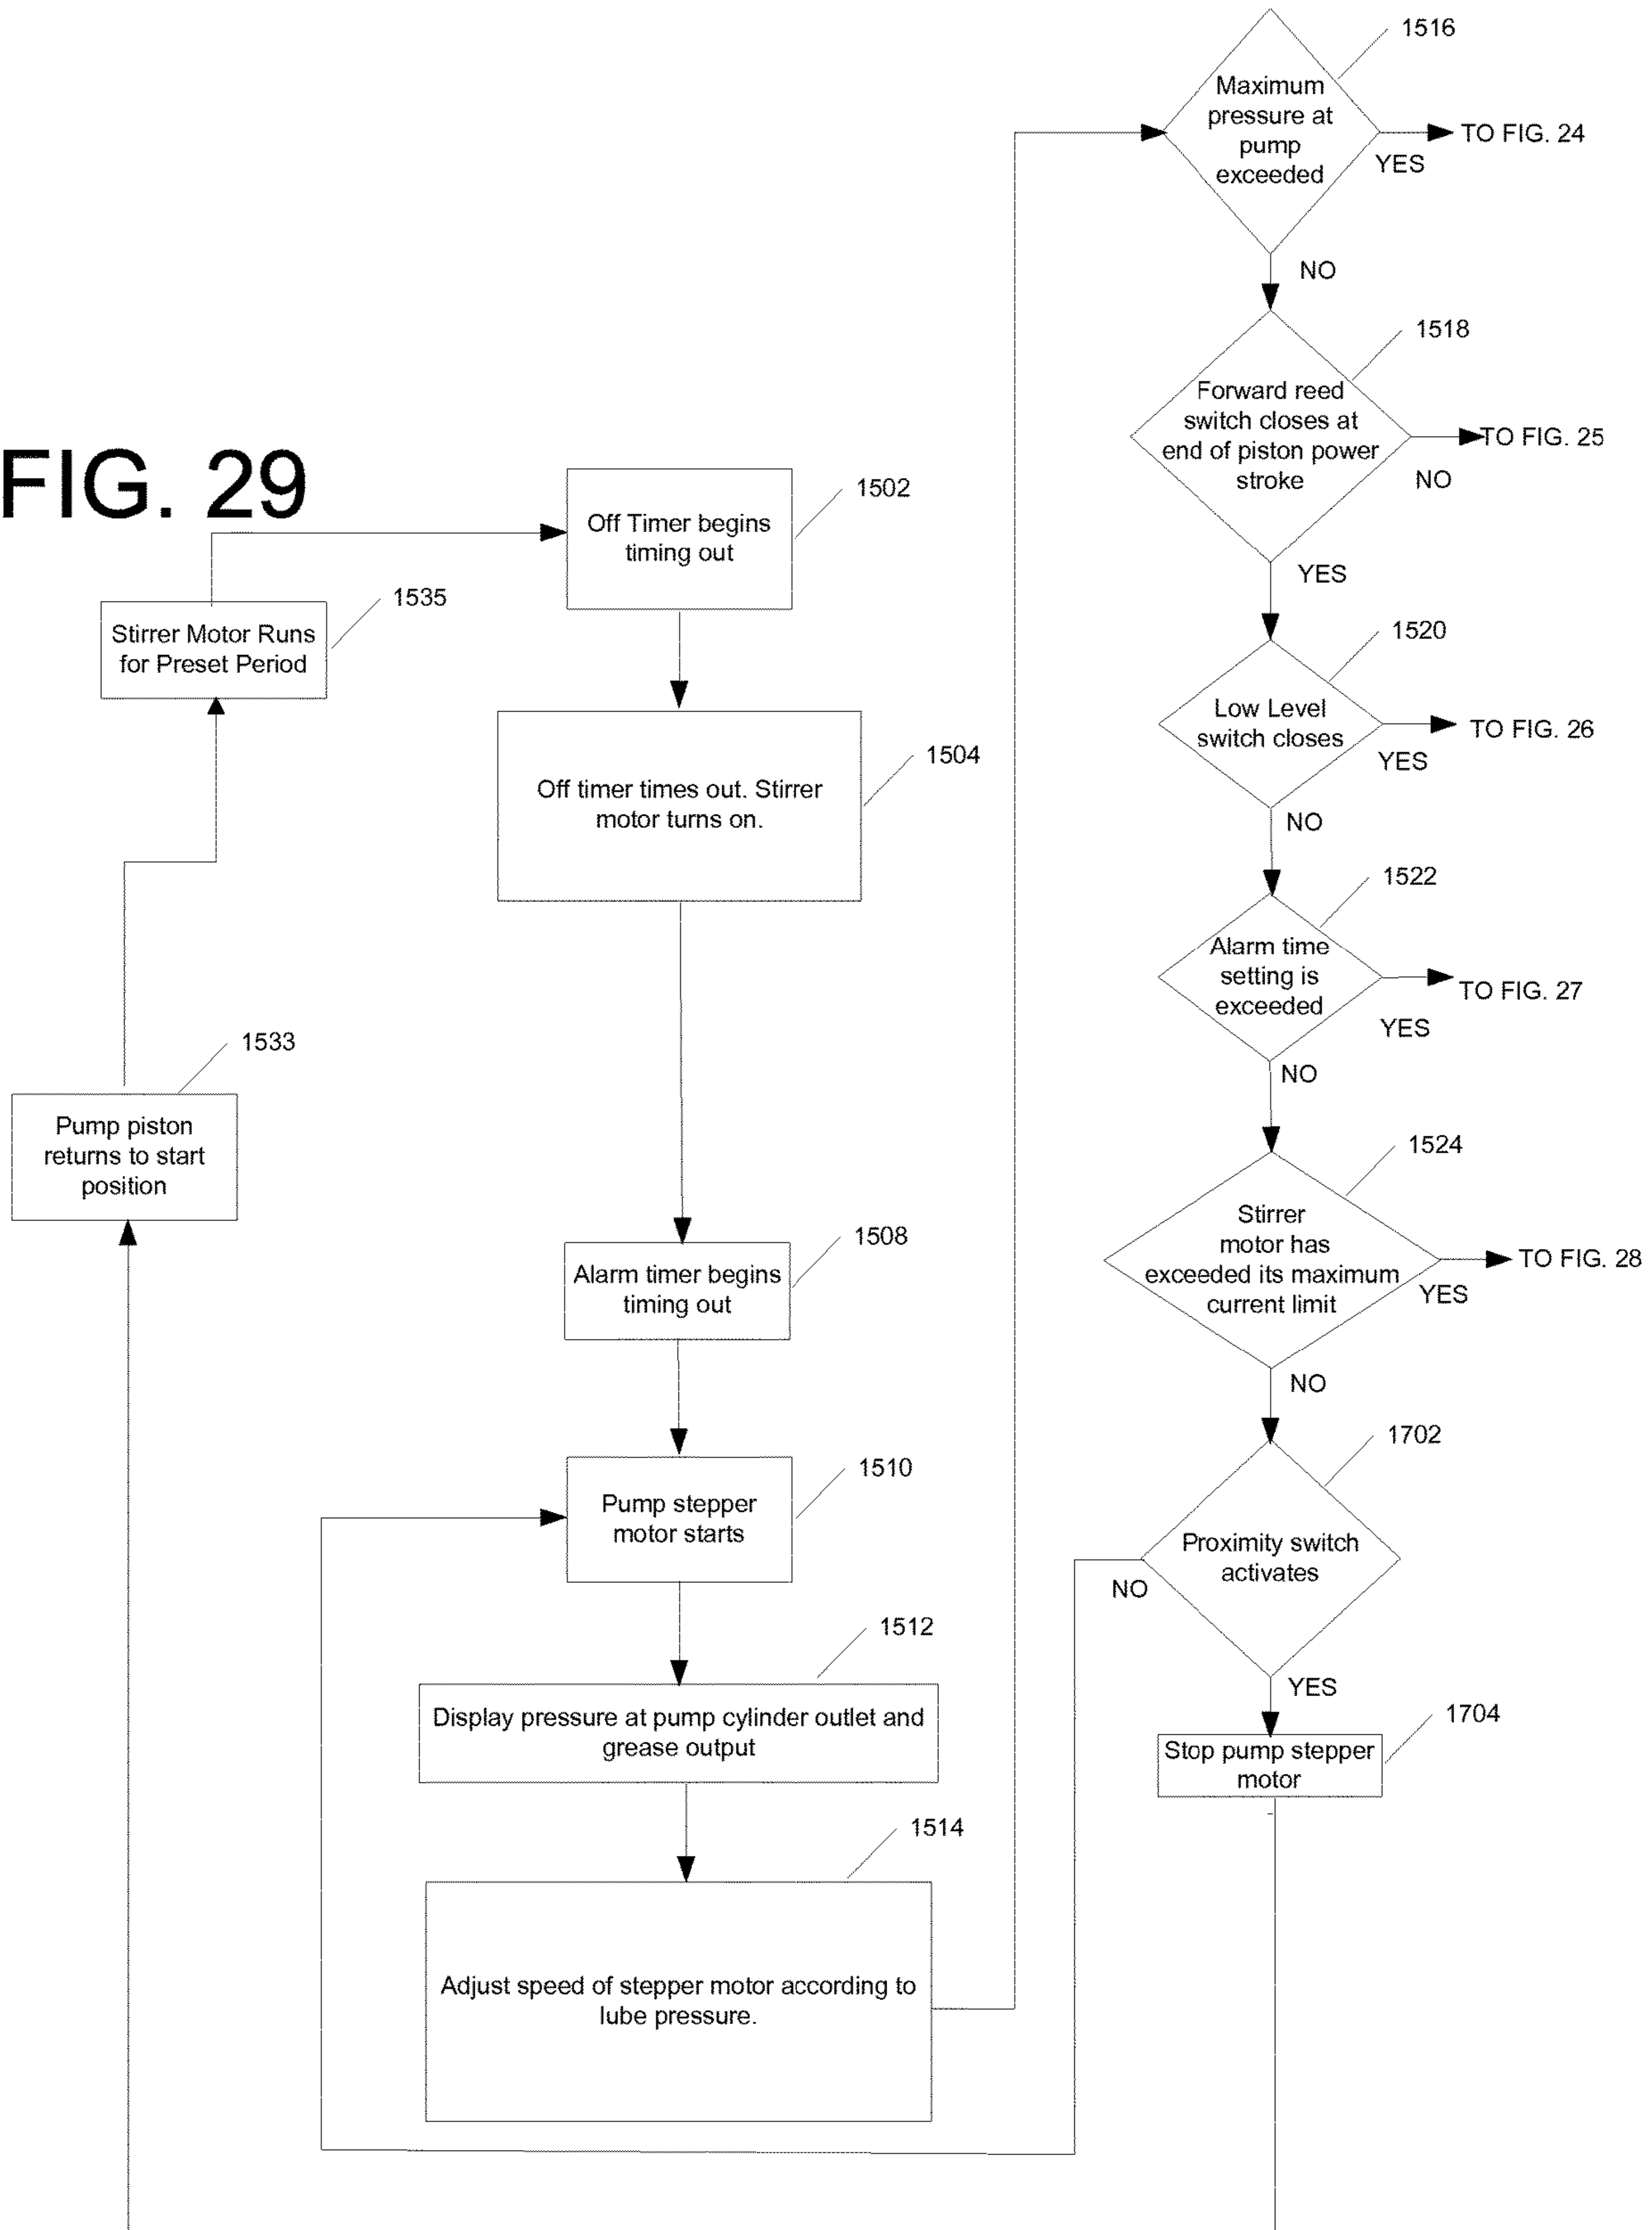 FIG. 29
1535
Stirrer Motor Runs
for Preset Period
1533
Pump piston
returns to start
position
1502
Off Timer begins
timing out
1504
Off timer times out. Stirrer
motor turns on.
1508
Alarm timer begins
timing out
1510
Pump stepper
motor starts
1512
Display pressure at pump cylinder outlet and
grease output
1514
Adjust speed of stepper motor according to
lube pressure.
1516
Maximum
pressure at
pump
exceeded
TO FIG. 24
YES
NO
1518
Forward reed
switch closes at
end of piston power
stroke
TO FIG. 25
NO
YES
1520
Low Level
switch closes
TO FIG. 26
YES
NO
1522
Alarm time
setting is
exceeded
TO FIG. 27
YES
NO
1524
Stirrer
motor has
exceeded its maximum
current limit
TO FIG. 28
YES
NO
1702
Proximity switch
activates
NO
YES
1704
Stop pump stepper
motor